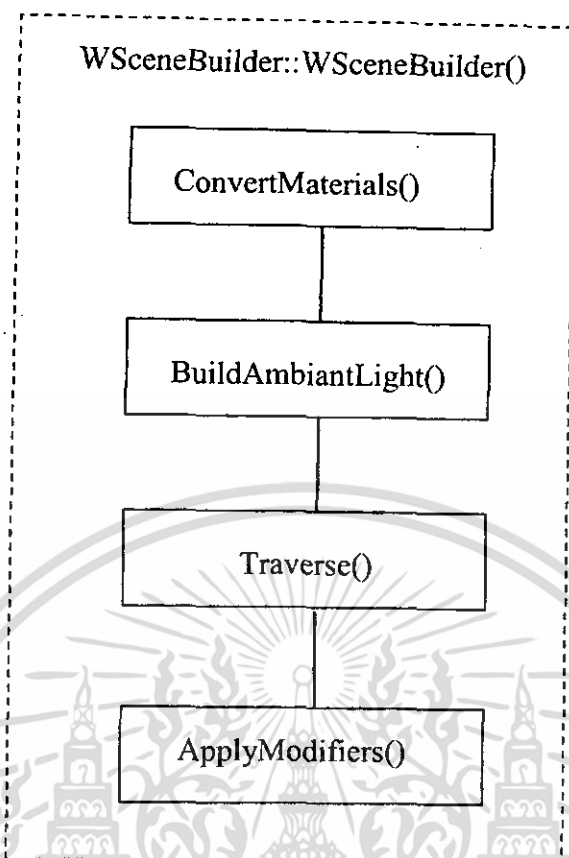 WSceneBuilder::WSceneBuilder()
ConvertMaterials()
BuildAmbiantLight()
Traverse()
ApplyModifiers()